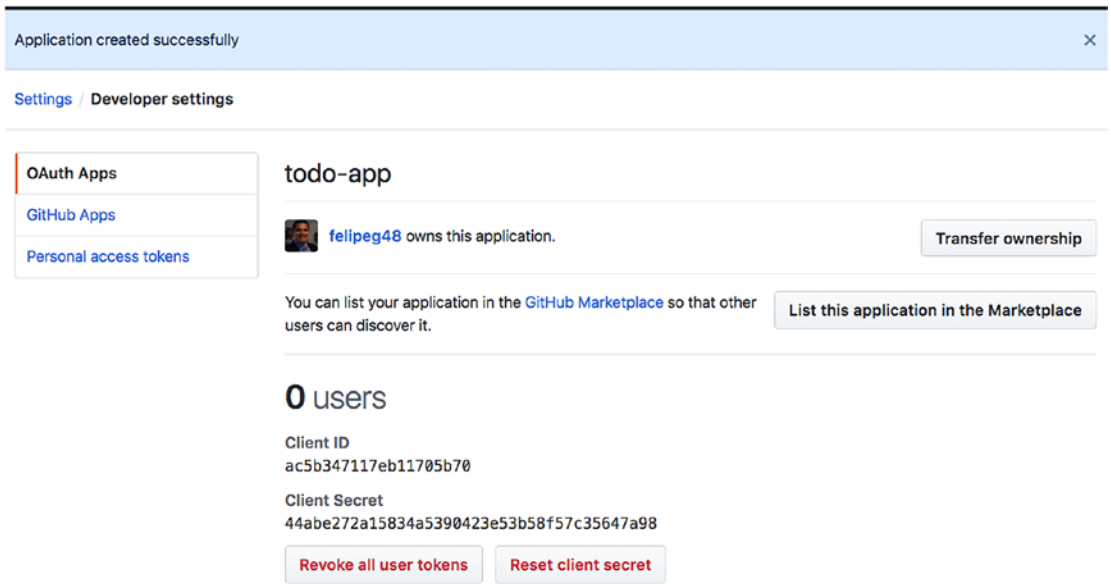 Application created successfully
Settings / Developer settings
OAuth Apps
GitHub Apps
Personal access tokens
todo-app
felipeg48 owns this application.
Transfer ownership
You can list your application in the GitHub Marketplace so that other
users can discover it.
List this application in the Marketplace
0 users
Client ID
ac5b347117eb11705b70
Client Secret
44abe272a15834a5390423e53b58f57c35647a98
Revoke all user tokens
Reset client secret